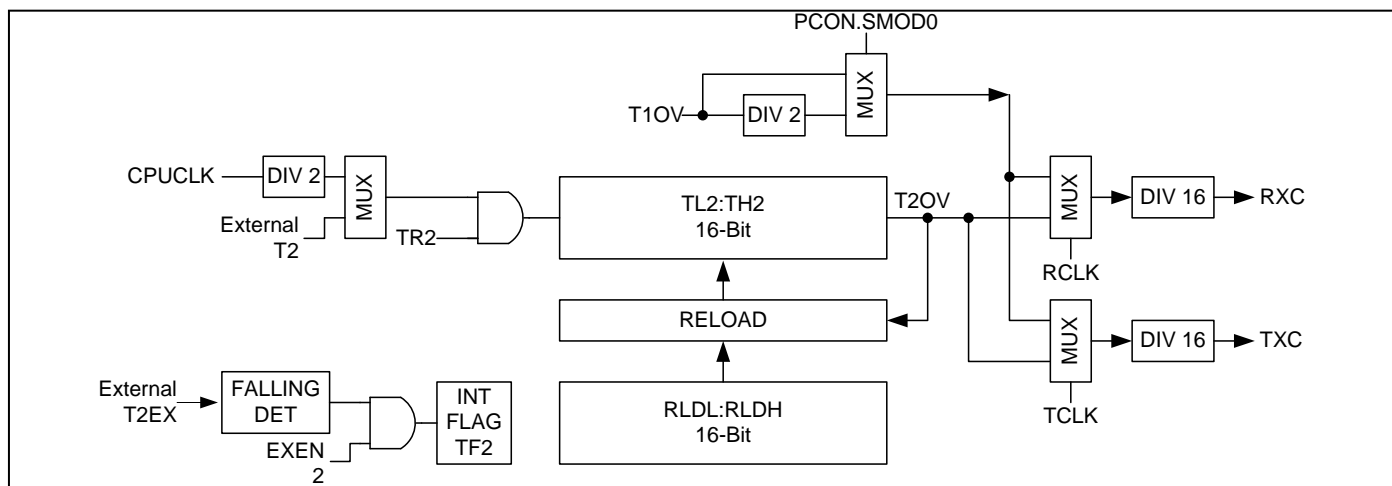 PCON.SMOD0
MUX
T1OV
DIV 2
CPUCLK
DIV 2
MUX
External
T2
TR2
TL2:TH2
16-Bit
T2OV
MUX
DIV 16
RXC
RCLK
RELOAD
MUX
DIV 16
TXC
TCLK
External
T2EX
FALLING
DET
EXEN
2
INT
FLAG
TF2
RLDL:RLDH
16-Bit